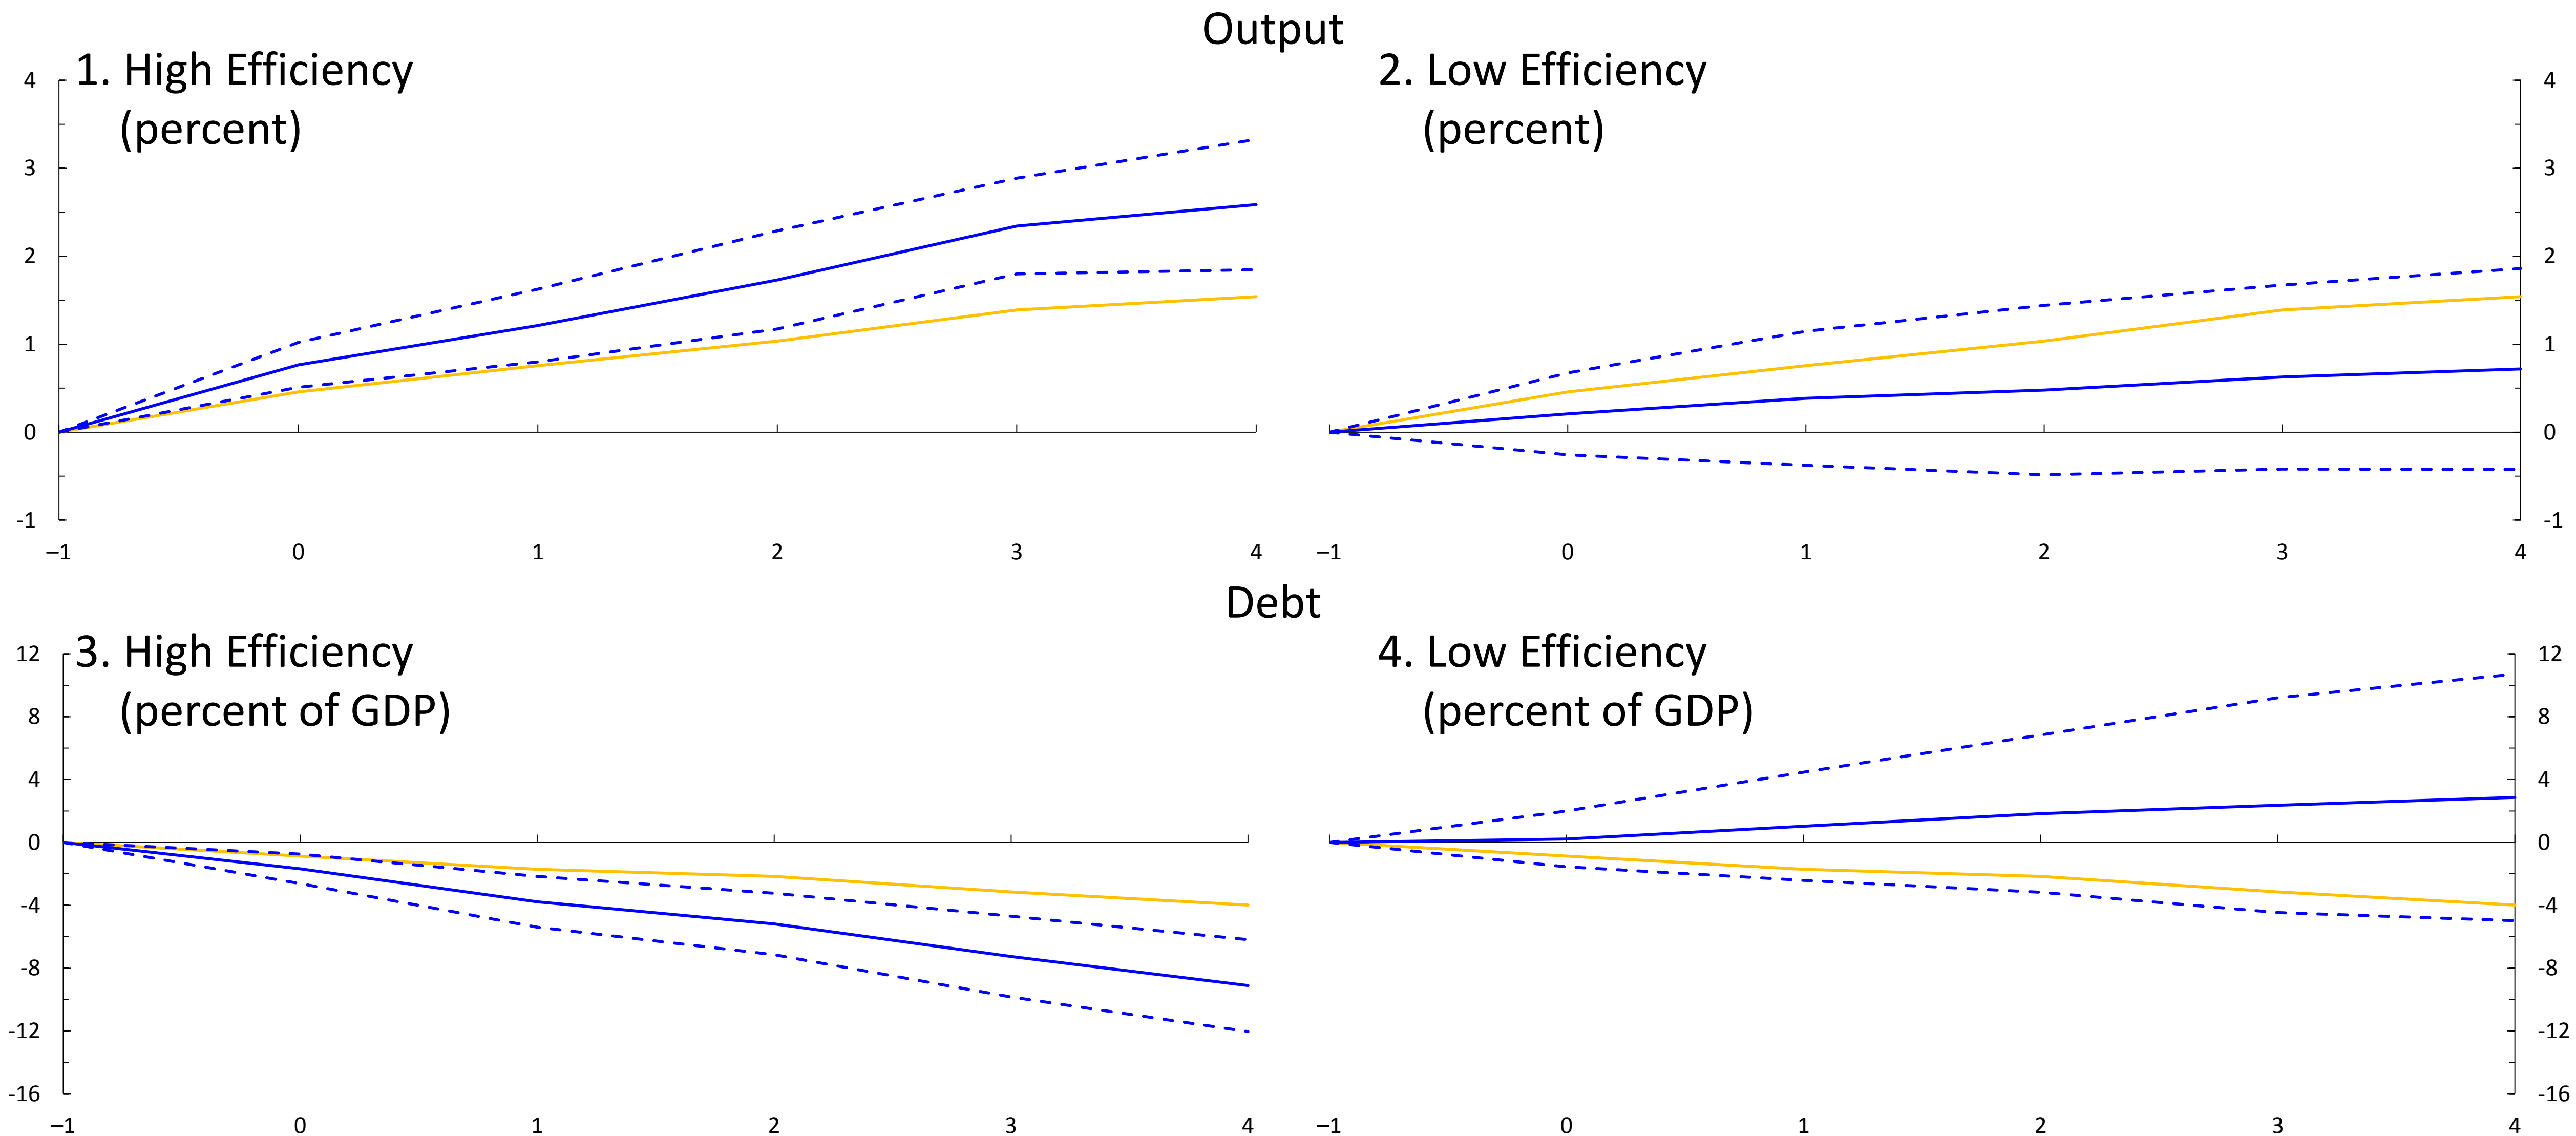 Output
1. High Efficiency
(percent)
2. Low Efficiency
(percent)
4
3
2
1
0
-1
4
3
2
1
0
-1
–1 0 1 2 3 4
–1 0 1 2 3 4
Debt
3. High Efficiency
(percent of GDP)
4. Low Efficiency
(percent of GDP)
12
8
4
0
-4
-8
-12
-16
12
8
4
0
-4
-8
-12
-16
–1 0 1 2 3 4
–1 0 1 2 3 4